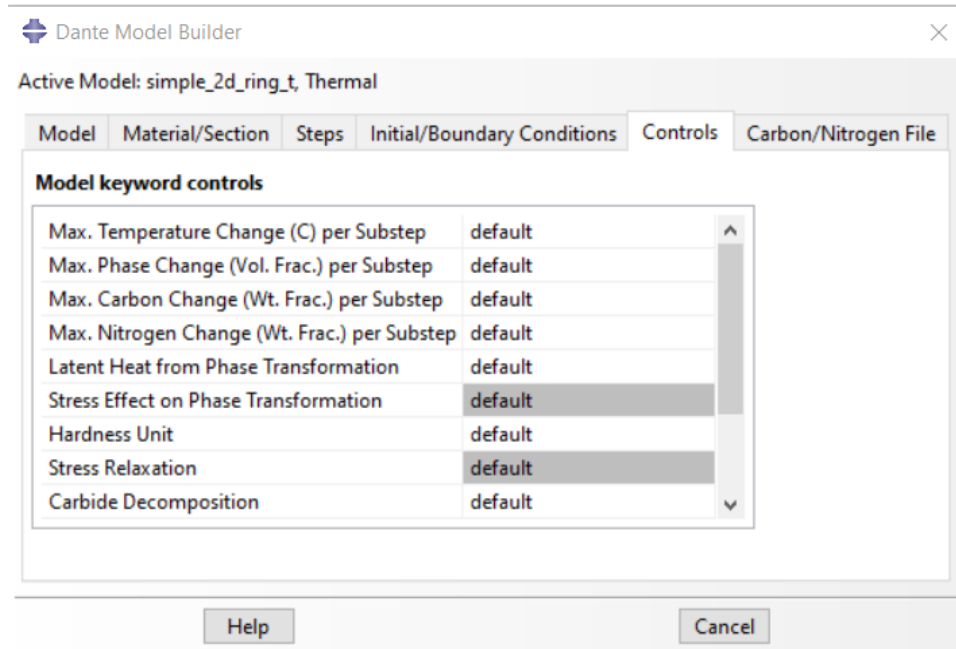 Dante Model Builder
Active Model: simple_2d_ring_t, Thermal
Model Material/Section Steps Initial/Boundary Conditions Controls Carbon/Nitrogen File
Model keyword controls
Max. Temperature Change (C) per Substep default
Max. Phase Change (Vol. Frac.) per Substep default
Max. Carbon Change (Wt. Frac.) per Substep default
Max. Nitrogen Change (Wt. Frac.) per Substep default
Latent Heat from Phase Transformation default
Stress Effect on Phase Transformation default
Hardness Unit default
Stress Relaxation default
Carbide Decomposition default
Help Cancel